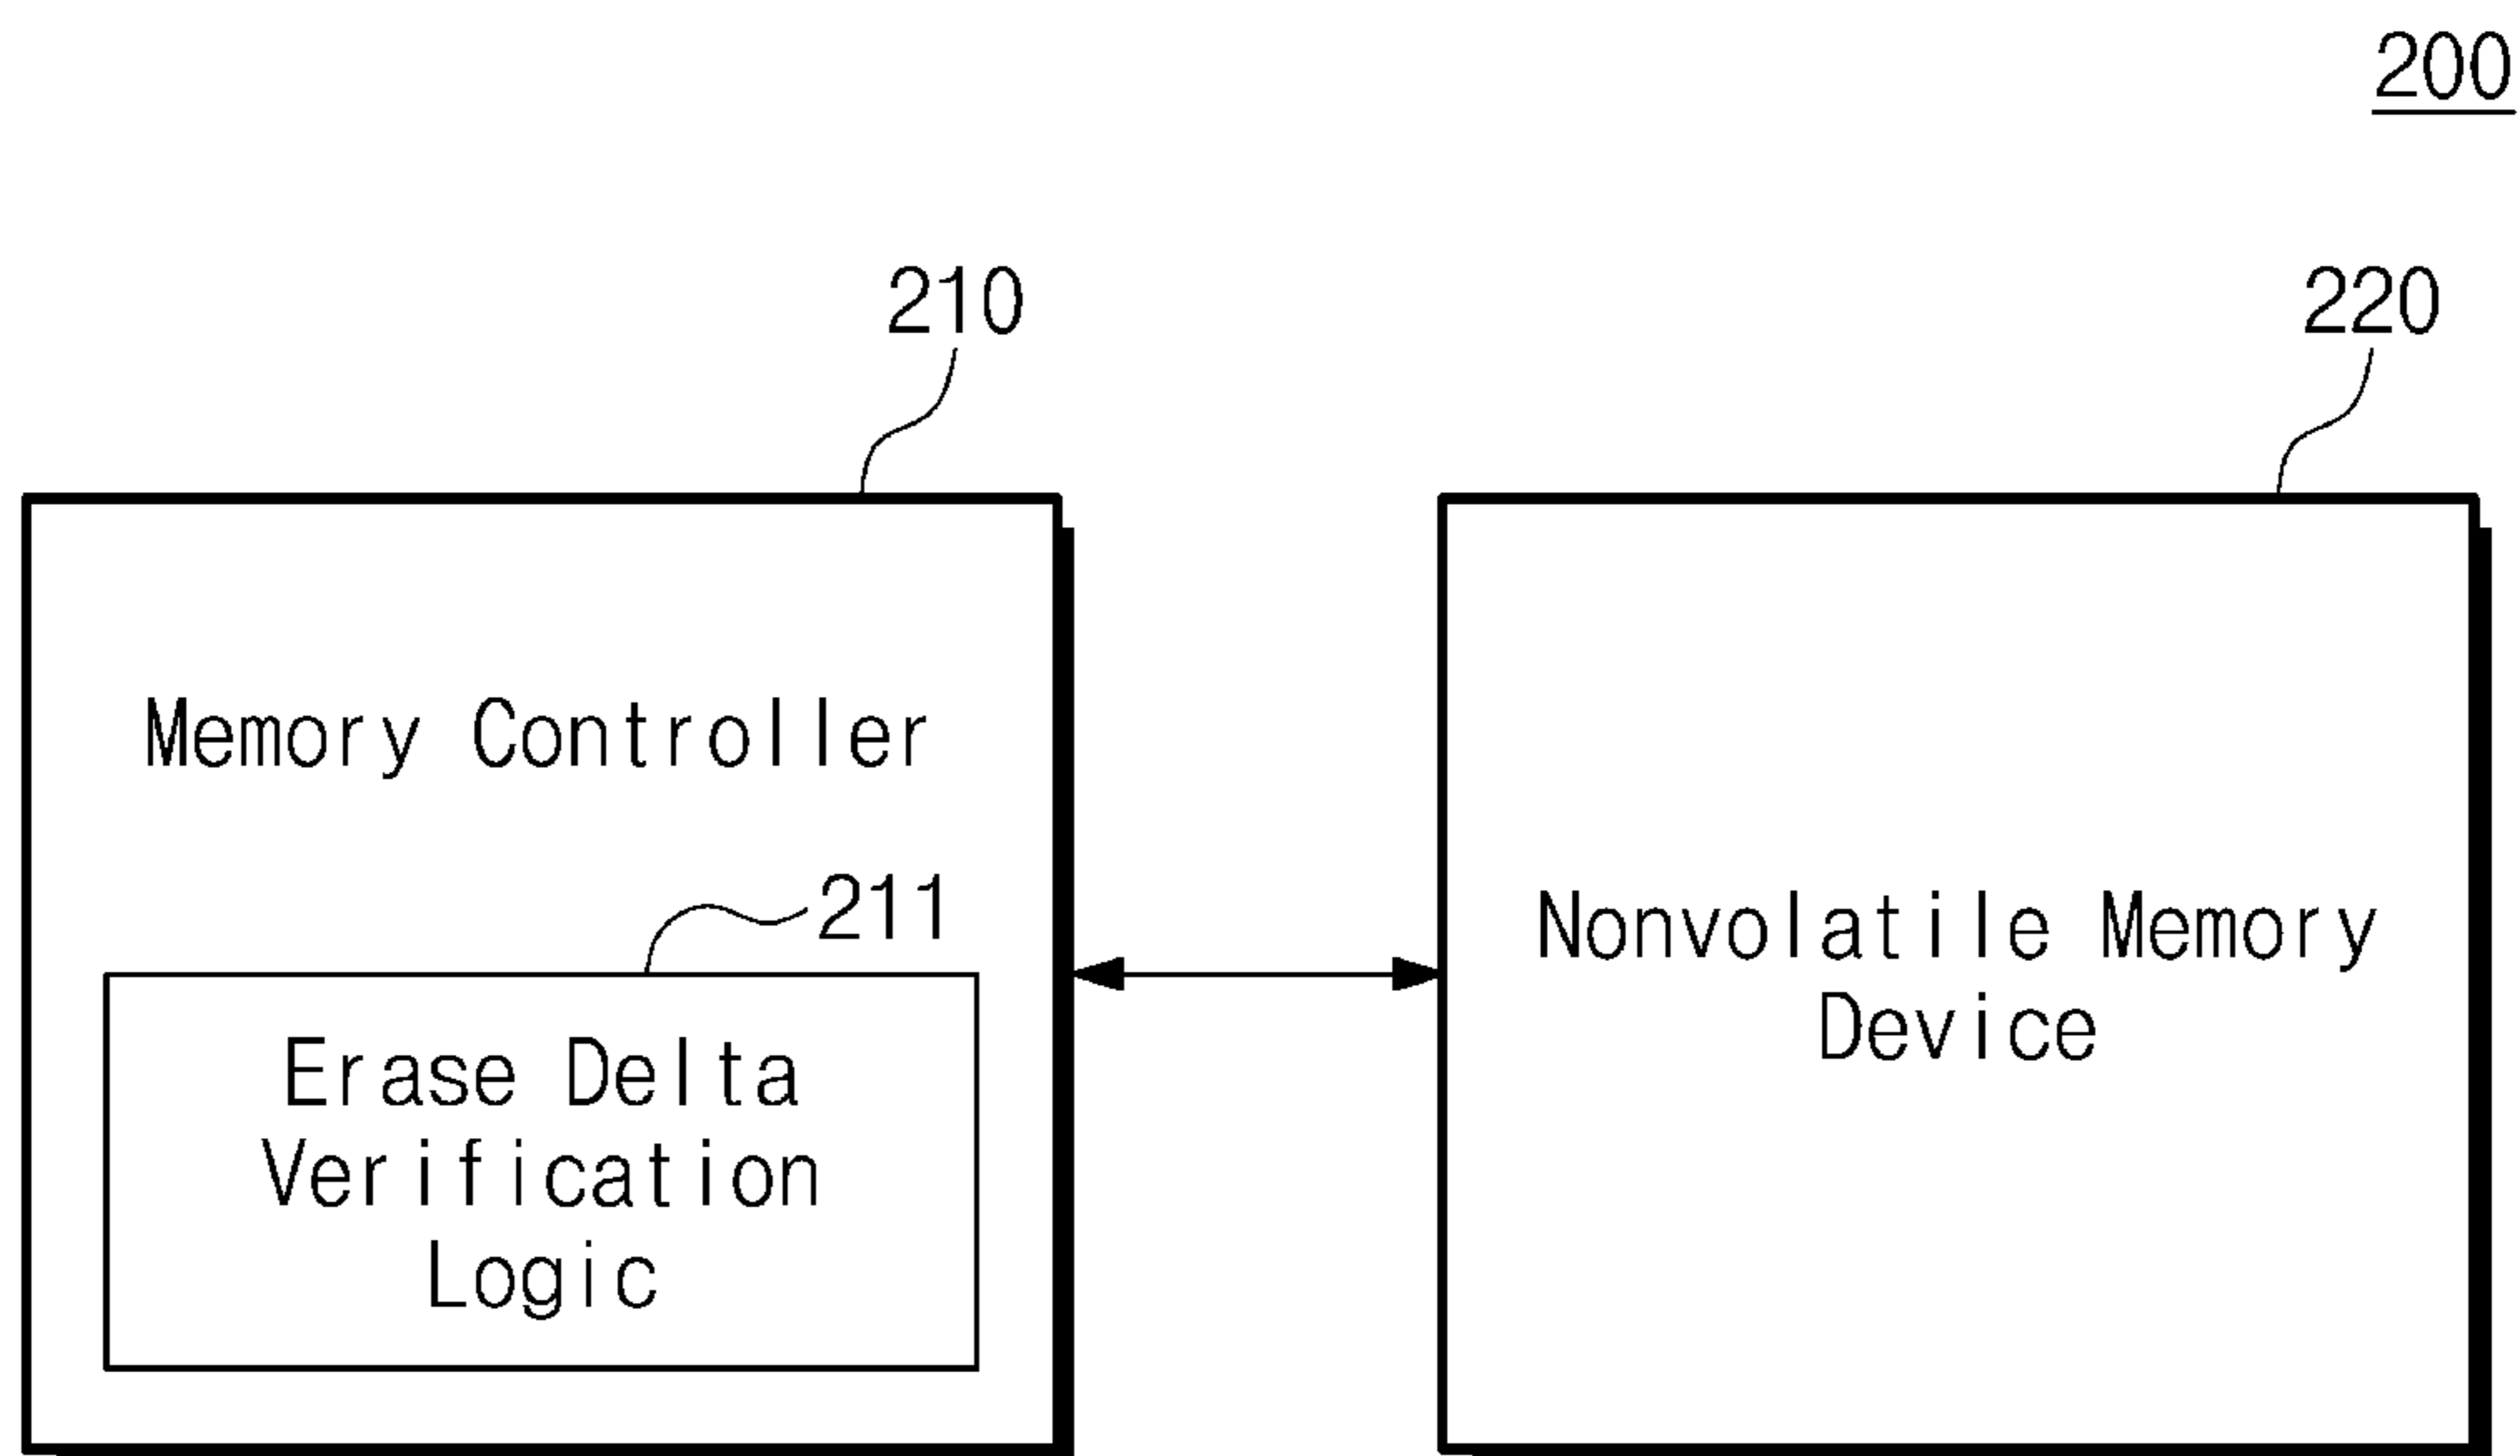 200
210
220
Memory Controller
211
Nonvolatile Memory
Device
Erase Delta
Verification
Logic